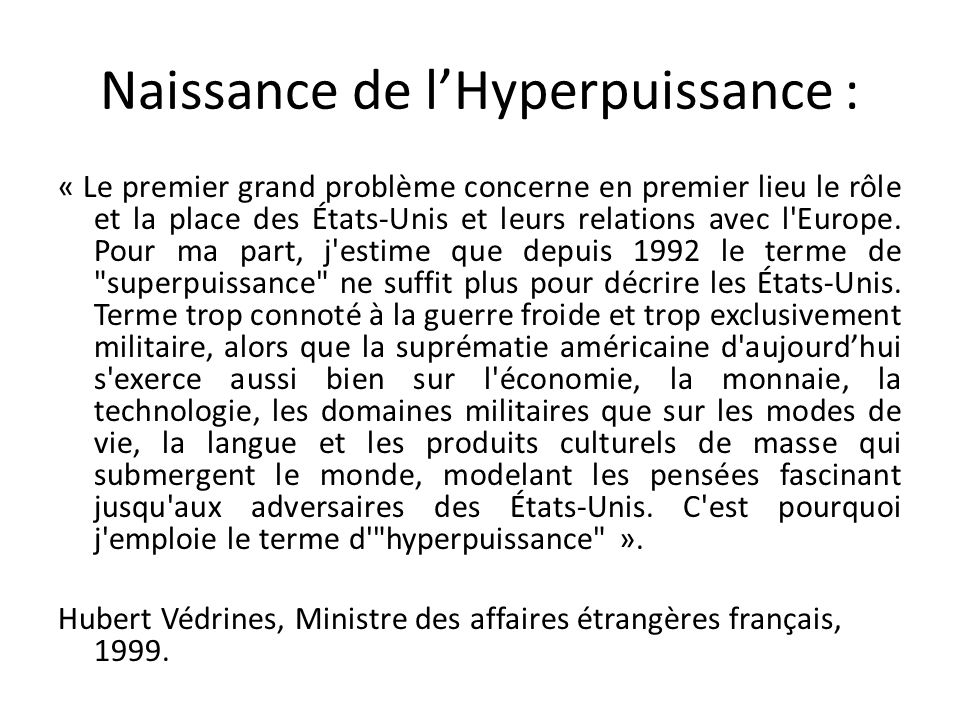 Naissance de l’Hyperpuissance :
« Le premier grand problème concerne en premier lieu le rôle
et la place des États-Unis et leurs relations avec l'Europe.
Pour ma part, j'estime que depuis 1992 le terme de
"superpuissance" ne suffit plus pour décrire les États-Unis.
Terme trop connoté à la guerre froide et trop exclusivement
militaire, alors que la suprématie américaine d'aujourd’hui
s'exerce aussi bien sur l'économie, la monnaie, la
technologie, les domaines militaires que sur les modes de
vie, la langue et les produits culturels de masse qui
submergent le monde, modelant les pensées fascinant
jusqu'aux adversaires des États-Unis. C'est pourquoi
j'emploie le terme d'"hyperpuissance" ».
Hubert Védrines, Ministre des affaires étrangères français,
1999.